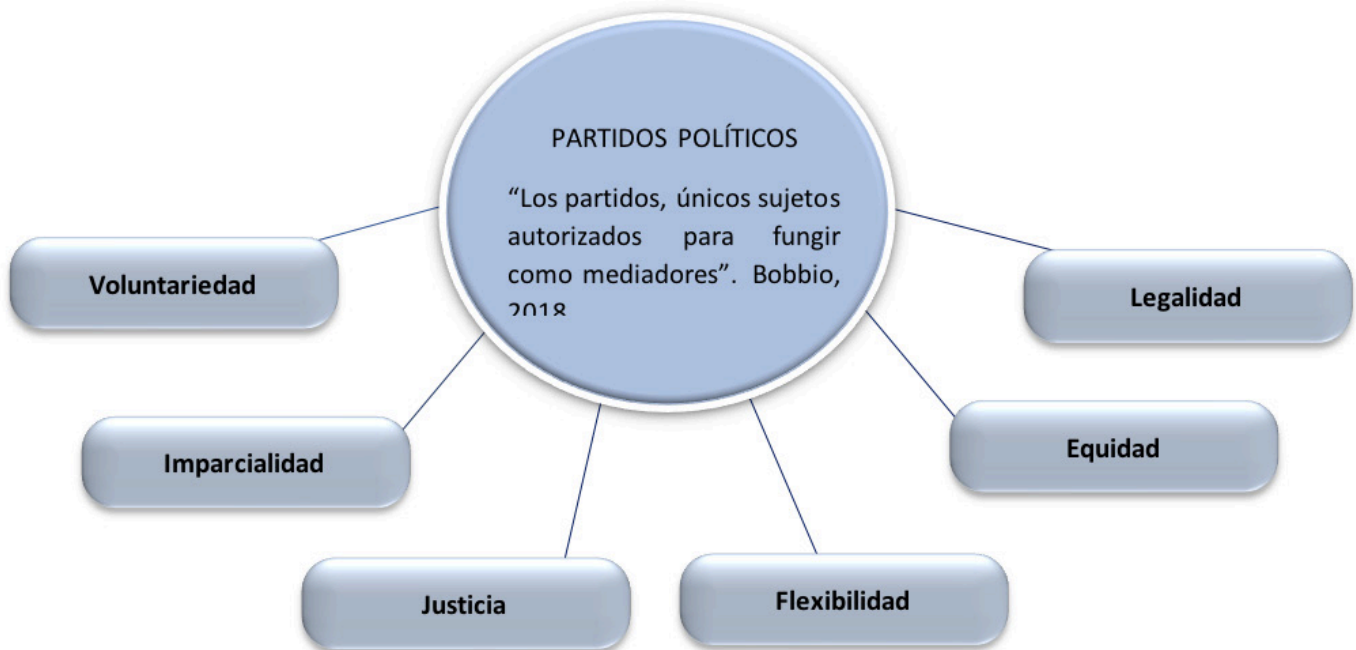 PARTIDOS POLÍTICOS
“Los partidos, únicos sujetos
autorizados para fungir
como mediadores”. Bobbio,
2018
Voluntariedad
Legalidad
Imparcialidad
Equidad
Justicia
Flexibilidad